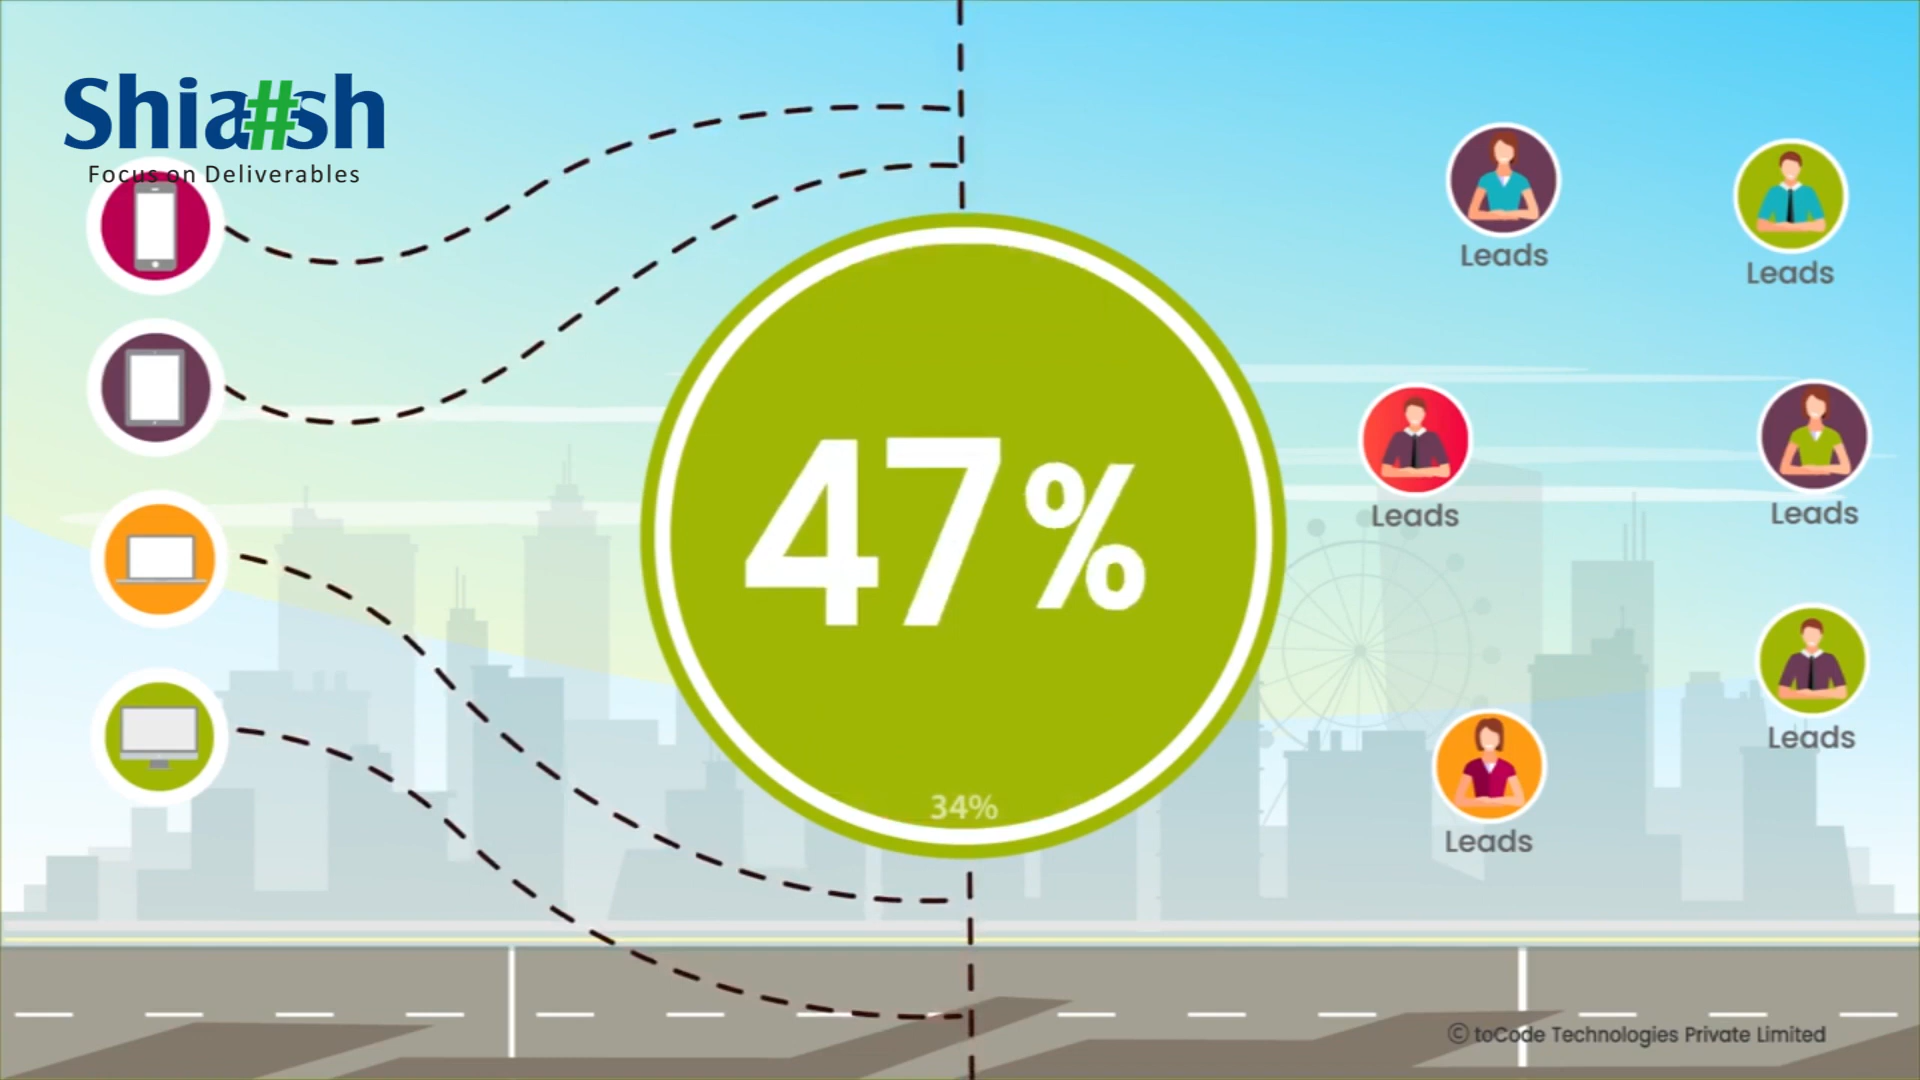 Shia#sh
Focus on Deliverables
Leads
Leads
47%
Leads
Leads
Leads
Leads
34%
© toCode Technologies Private Limited